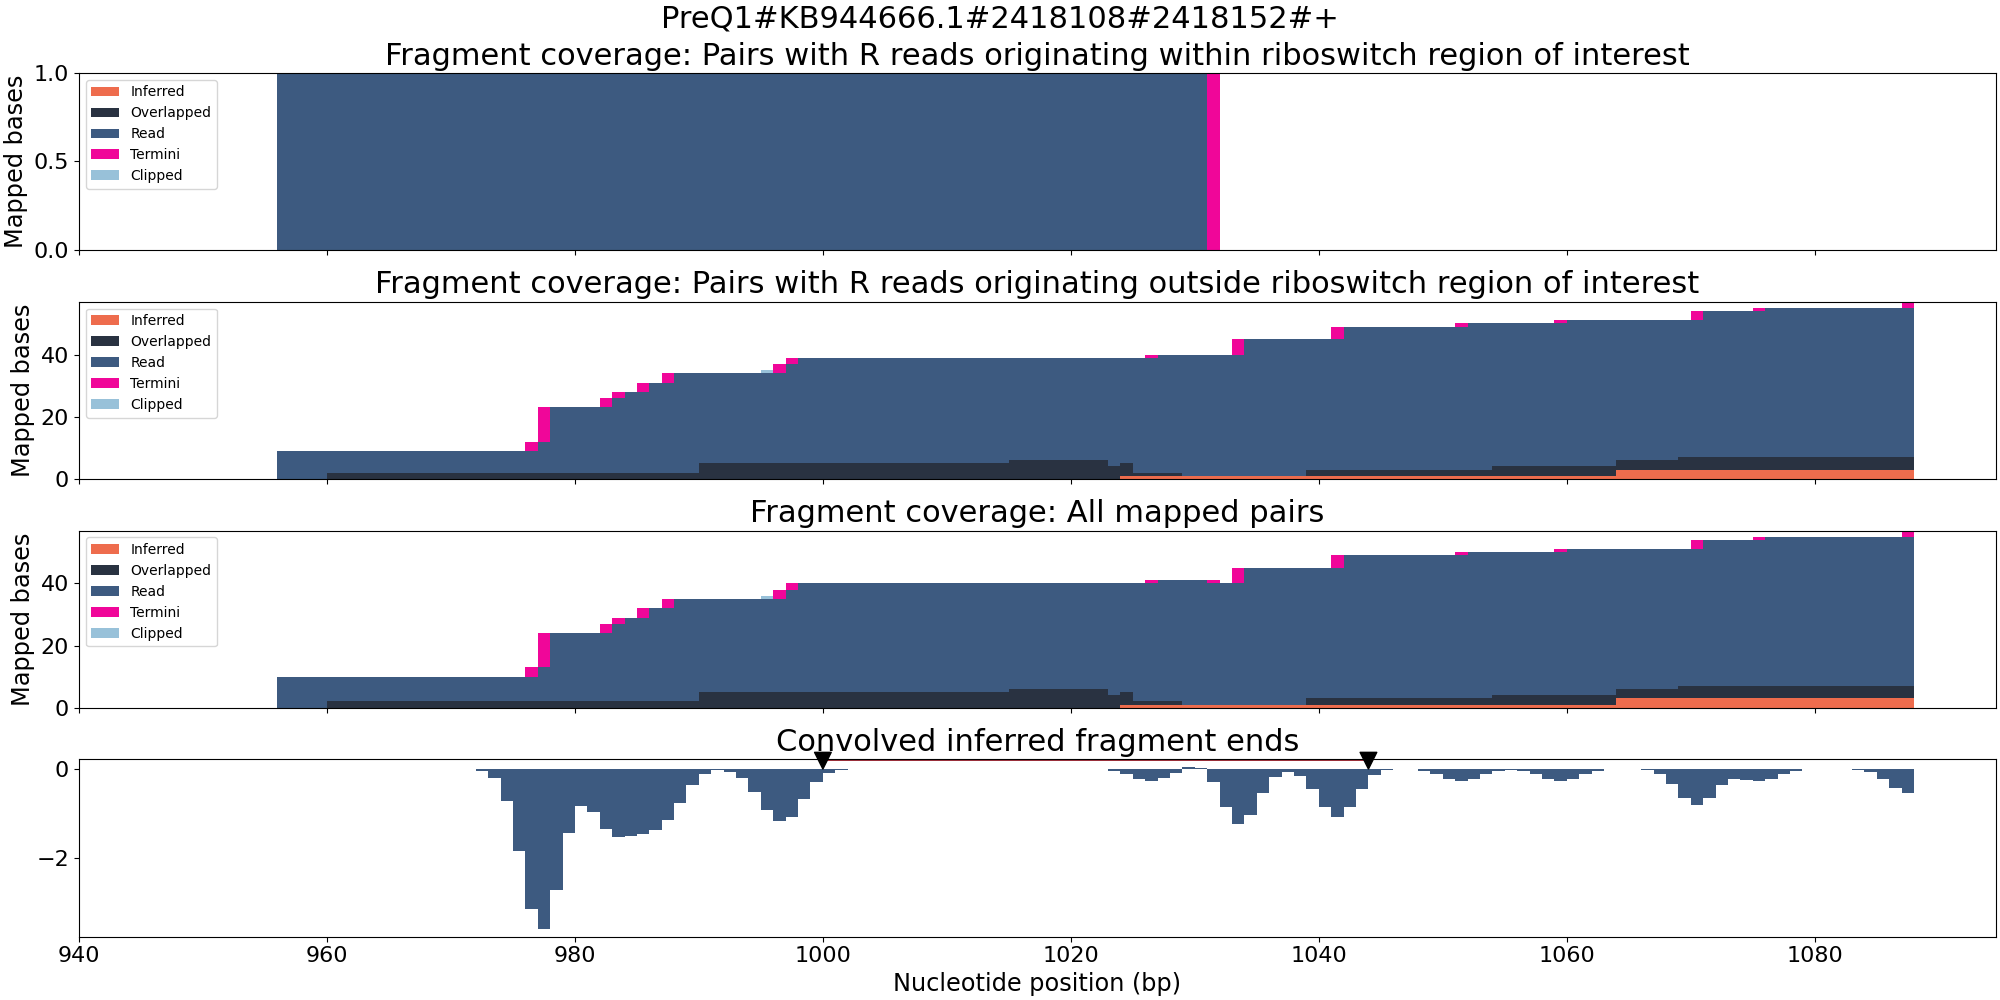 PreQ1#KB944666.1#2418108#2418152#+
Fragment coverage: Pairs with R reads originating within riboswitch region of interest
Mapped bases
1.0
0.5
0.0
Inferred
Overlapped
Read
Termini
Clipped
Fragment coverage: Pairs with R reads originating outside riboswitch region of interest
Mapped bases
40
20
0
Inferred
Overlapped
Read
Termini
Clipped
Fragment coverage: All mapped pairs
Mapped bases
40
20
0
Inferred
Overlapped
Read
Termini
Clipped
Convolved inferred fragment ends
0
−2
940 960 980 1000 1020 1040 1060 1080
Nucleotide position (bp)